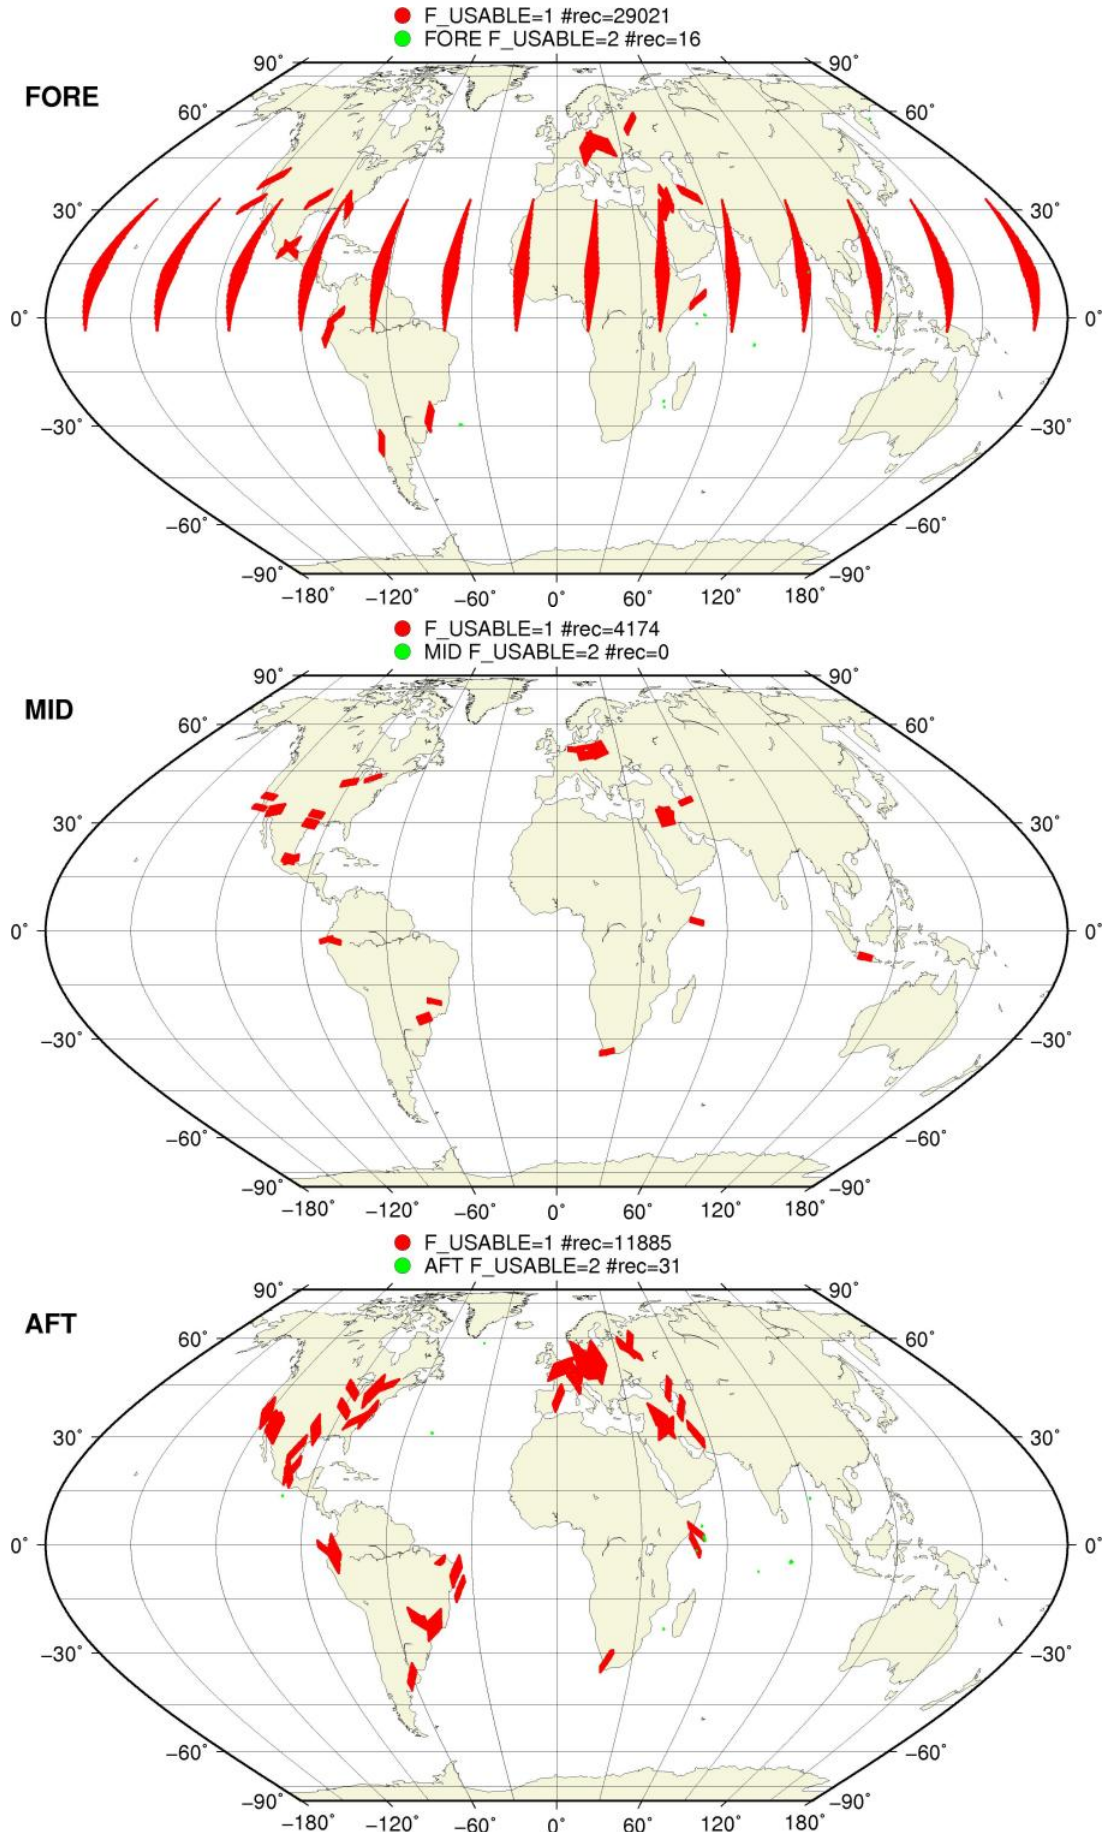 F_USABLE=1 #rec=29021
FORE F_USABLE=2 #rec=16
FORE
90° 90°
60° 60°
30° 30°
0° 0°
−30° −30°
−60° −60°
−90° −90°
−180° −120° −60° 0° 60° 120° 180°
F_USABLE=1 #rec=4174
MID F_USABLE=2 #rec=0
MID
90° 90°
60° 60°
30° 30°
0° 0°
−30° −30°
−60° −60°
−90° −90°
−180° −120° −60° 0° 60° 120° 180°
F_USABLE=1 #rec=11885
AFT F_USABLE=2 #rec=31
AFT
90° 90°
60° 60°
30° 30°
0° 0°
−30° −30°
−60° −60°
−90° −90°
−180° −120° −60° 0° 60° 120° 180°